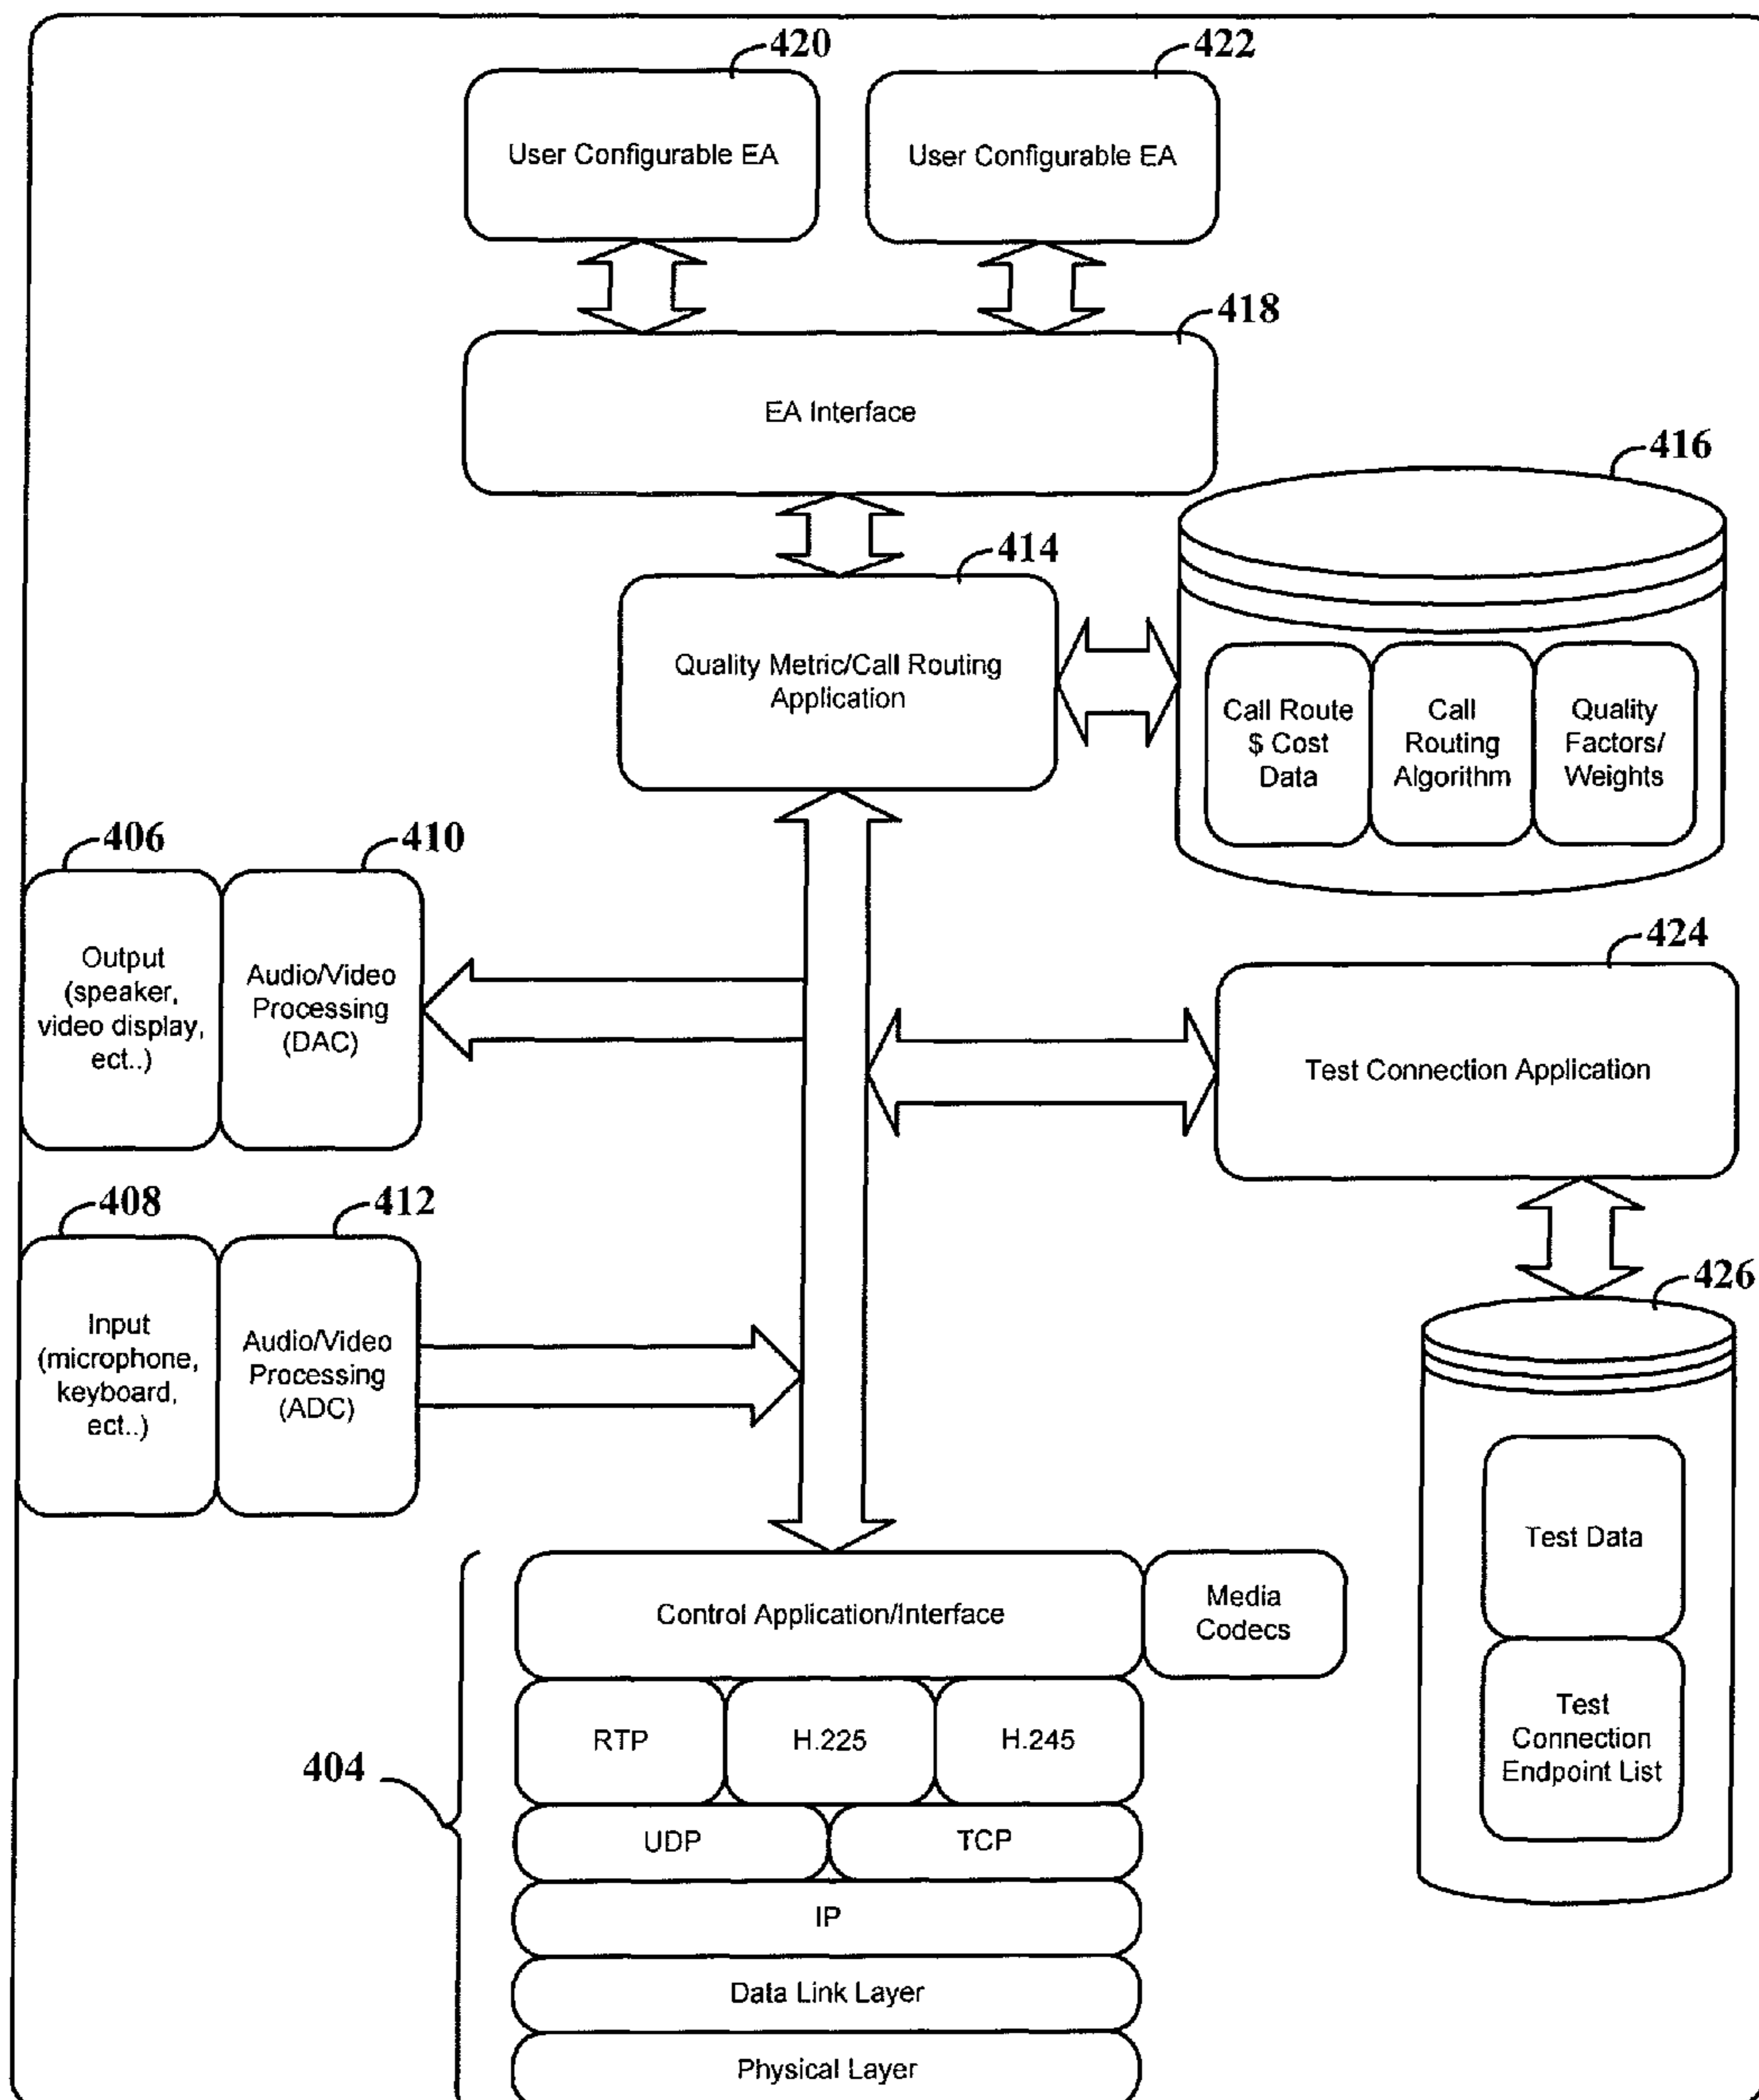 420
422
User Configurable EA
User Configurable EA
418
EA Interface
416
414
Quality Metric/Call Routing
Application
Call Route
$ Cost
Data
Call
Routing
Algorithm
Quality
Factors/
Weights
406
410
Output
(speaker,
video display,
ect..)
Audio/Video
Processing
(DAC)
424
Test Connection Application
408
412
Input
(microphone,
keyboard,
ect..)
Audio/Video
Processing
(ADC)
426
Test Data
Test
Connection
Endpoint List
404
Control Application/Interface
Media
Codecs
RTP
H.225
H.245
UDP
TCP
IP
Data Link Layer
Physical Layer